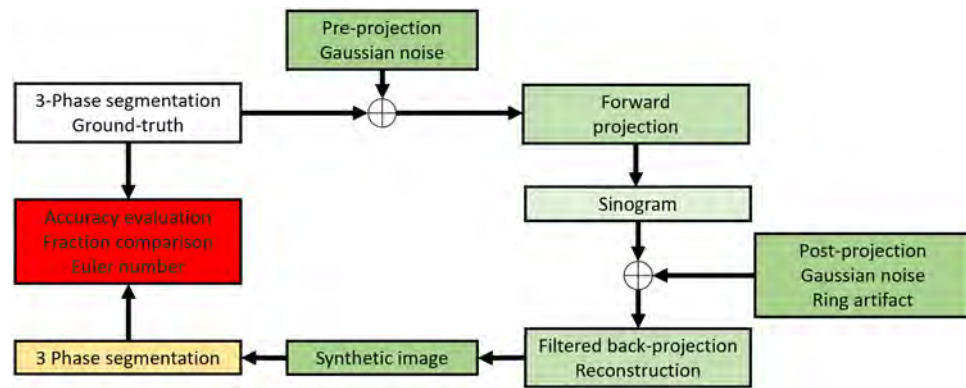 Pre-projection
Gaussian noise
3-Phase segmentation
Ground-truth
Forward
projection
Accuracy evaluation
Fraction comparison
Euler number
Sinogram
Post-projection
Gaussian noise
Ring artifact
3 Phase segmentation
Synthetic image
Filtered back-projection
Reconstruction